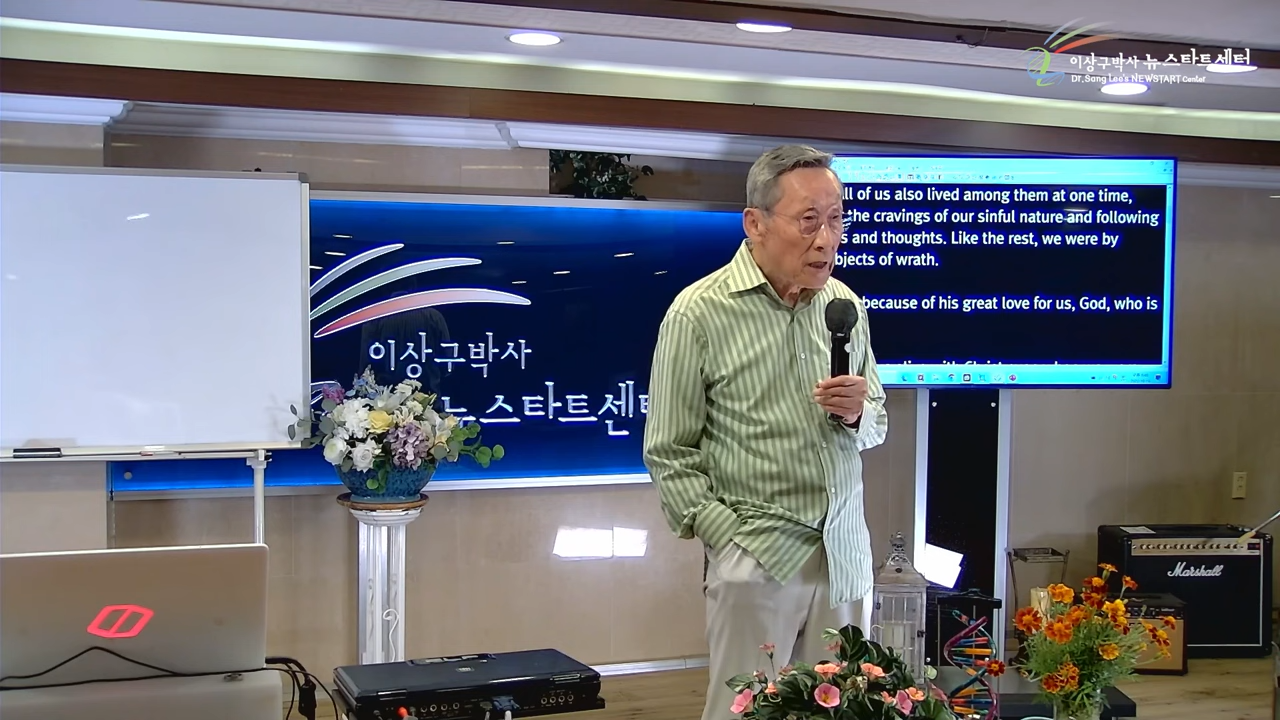 이상구박사 뉴스타트센터
Dr. Sang Lee's NEWSTART Center
all of us also lived among them at one time,
the cravings of our sinful nature and following
s and thoughts. Like the rest, we were by
bjects of wrath.
because of his great love for us, God, who is
이상구박사
뉴스타트센터
Marshall